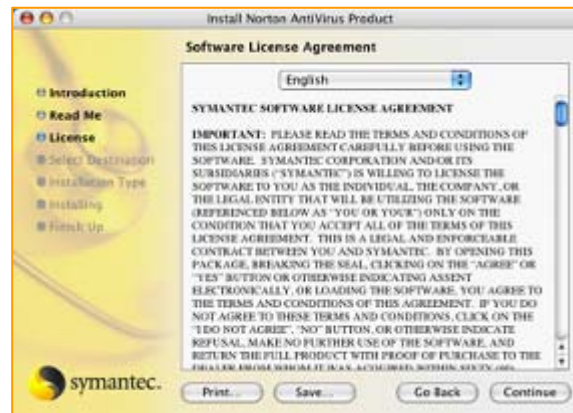 Install Norton AntiVirus Product
Software License Agreement
Introduction
Read Me
License
Select Destination
Installation Type
Installing
Finish Up
English
SYMANTEC SOFTWARE LICENSE AGREEMENT
IMPORTANT: PLEASE READ THE TERMS AND CONDITIONS OF
THIS LICENSE AGREEMENT CAREFULLY BEFORE USING THE
SOFTWARE. SYMANTEC CORPORATION AND/OR ITS
SUBSIDIARIES ("SYMANTEC") IS WILLING TO LICENSE THE
SOFTWARE TO YOU AS THE INDIVIDUAL, THE COMPANY, OR
THE LEGAL ENTITY THAT WILL BE UTILIZING THE SOFTWARE
(REFERENCED BELOW AS "YOU OR YOUR") ONLY ON THE
CONDITION THAT YOU ACCEPT ALL OF THE TERMS OF THIS
LICENSE AGREEMENT. THIS IS A LEGAL AND ENFORCEABLE
CONTRACT BETWEEN YOU AND SYMANTEC. BY OPENING THIS
PACKAGE, BREAKING THE SEAL, CLICKING ON THE "AGREE" OR
"YES" BUTTON OR OTHERWISE INDICATING ASSENT
ELECTRONICALLY, OR LOADING THE SOFTWARE, YOU AGREE TO
THE TERMS AND CONDITIONS OF THIS AGREEMENT. IF YOU DO
NOT AGREE TO THESE TERMS AND CONDITIONS, CLICK ON THE
"I DO NOT AGREE", "NO" BUTTON, OR OTHERWISE INDICATE
REFUSAL, MAKE NO FURTHER USE OF THE SOFTWARE, AND
RETURN THE FULL PRODUCT WITH PROOF OF PURCHASE TO THE
DEALER FROM WHOM IT WAS ACQUIRED WITHIN SIXTY (60)
symantec.
Print...
Save...
Go Back
Continue